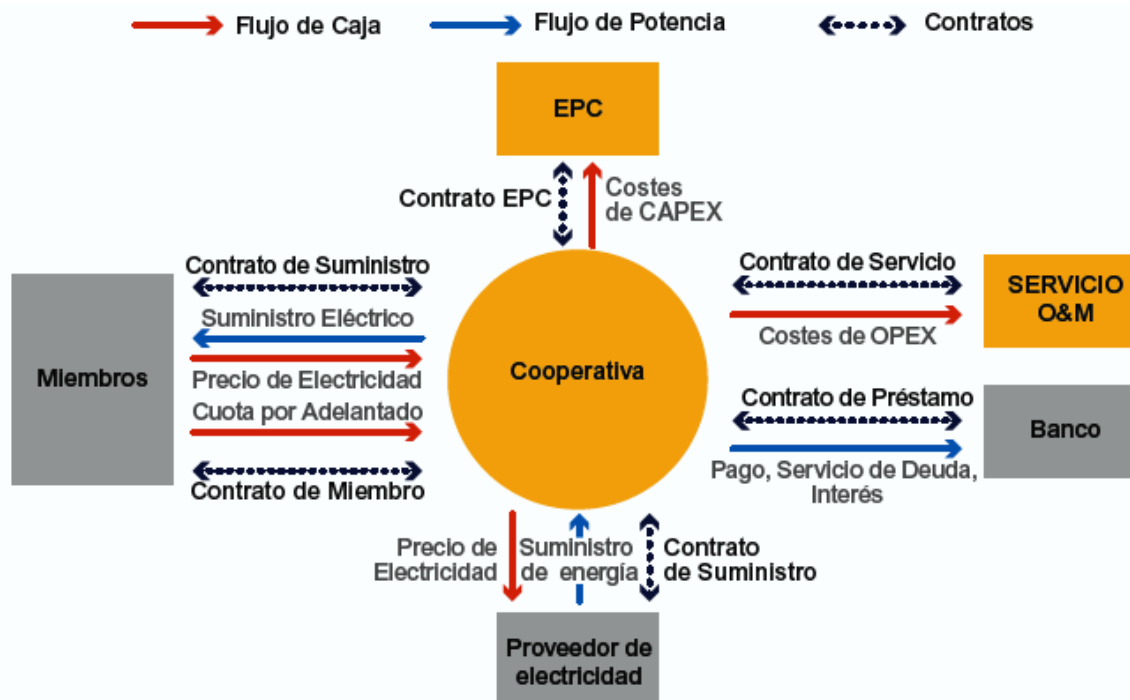 Flujo de Caja
Flujo de Potencia
Contratos
EPC
Contrato EPC
Costes
de CAPEX
Contrato de Suministro
Suministro Eléctrico
Precio de Electricidad
Cuota por Adelantado
Contrato de Miembro
Miembros
Cooperativa
Contrato de Servicio
Costes de OPEX
SERVICIO
O&M
Contrato de Préstamo
Pago, Servicio de Deuda,
Interés
Banco
Precio de
Electricidad
Suministro
de energía
Contrato
de Suministro
Proveedor de
electricidad